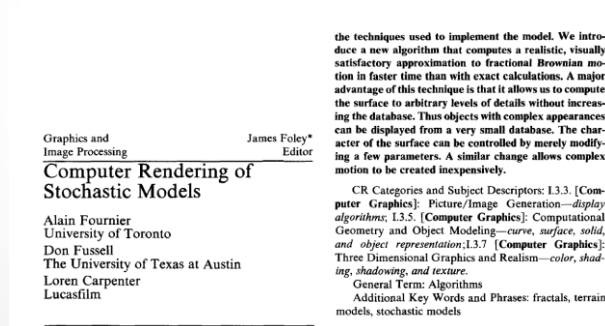 Graphics and James Foley*
Image Processing Editor
Computer Rendering of
Stochastic Models
Alain Fournier
University of Toronto
Don Fussell
The University of Texas at Austin
Loren Carpenter
Lucasfilm
the techniques used to implement the model. We intro-
duce a new algorithm that computes a realistic, visually
satisfactory approximation to fractional Brownian mo-
tion in faster time than with exact calculations. A major
advantage of this technique is that it allows us to compute
the surface to arbitrary levels of details without increas-
ing the database. Thus objects with complex appearances
can be displayed from a very small database. The char-
acter of the surface can be controlled by merely modify-
ing a few parameters. A similar change allows complex
motion to be created inexpensively.
CR Categories and Subject Descriptors: I.3.3. [Com-
puter Graphics]: Picture/Image Generation—display
algorithms; I.3.5. [Computer Graphics]: Computational
Geometry and Object Modeling—curve, surface, solid,
and object representation;I.3.7 [Computer Graphics]:
Three Dimensional Graphics and Realism—color, shad-
ing, shadowing, and texture.
General Term: Algorithms
Additional Key Words and Phrases: fractals, terrain
models, stochastic models